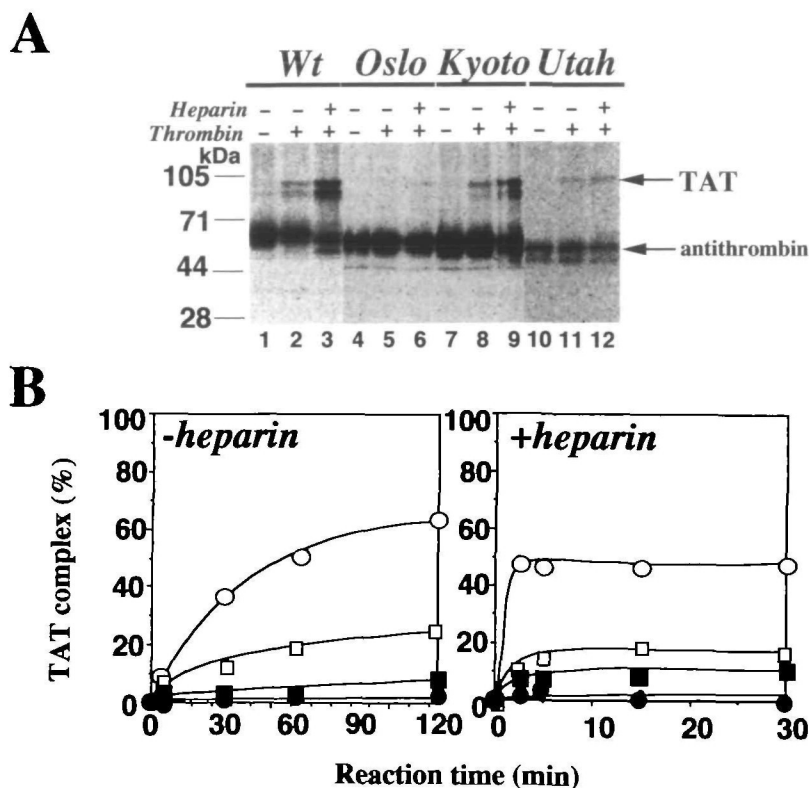 A
Wt Oslo Kyoto Utah
Heparin - - + - - + - - + - - +
Thrombin - + + - + + - + + - + +
kDa
105
71
44
28
TAT
antithrombin
1 2 3 4 5 6 7 8 9 10 11 12
B
-heparin
+heparin
TAT complex (%)
100
80
60
40
20
0
0 30 60 90 120
100
80
60
40
20
0
0 10 20 30
Reaction time (min)